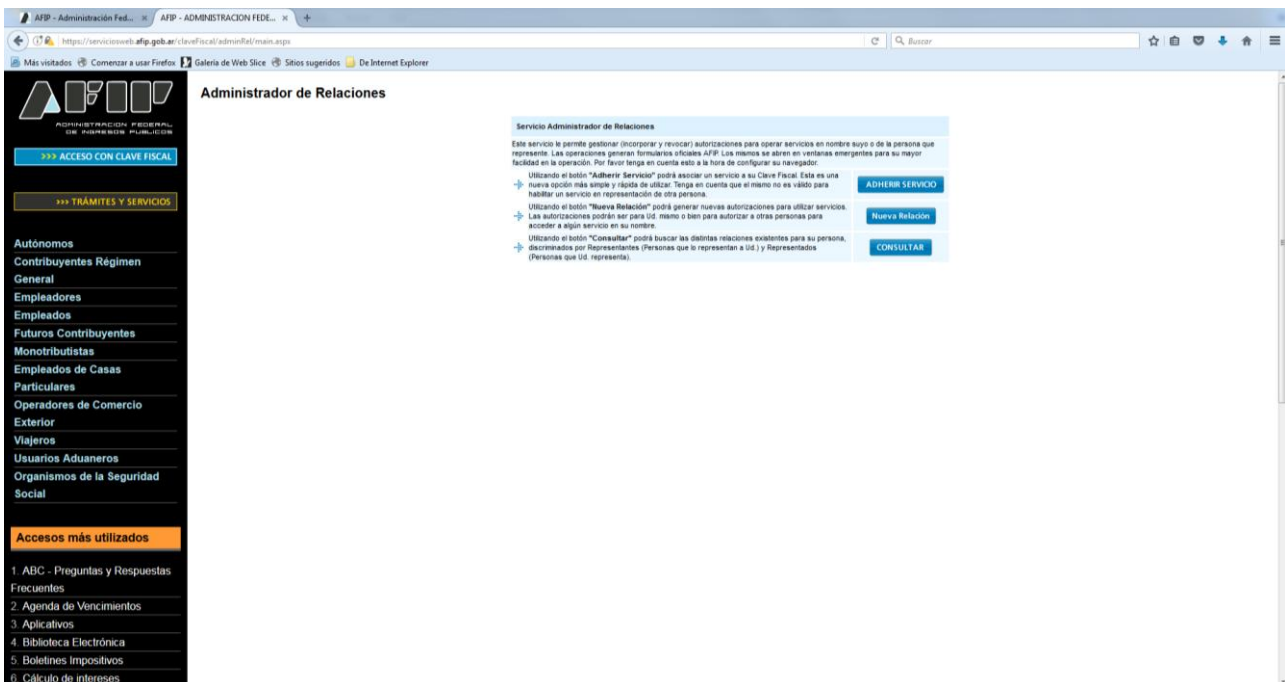 AFIP - Administración Fed...
AFIP - ADMINISTRACION FEDE...
https://serviciosweb.afip.gob.ar/claveFiscal/adminRel/main.aspx
Buscar
Más visitados
Comenzar a usar Firefox
Galería de Web Slice
Sitios sugeridos
De Internet Explorer
AFIP
ADMINISTRACION FEDERAL
DE INGRESOS PUBLICOS
>>> ACCESO CON CLAVE FISCAL
>>> TRÁMITES Y SERVICIOS
Autónomos
Contribuyentes Régimen
General
Empleadores
Empleados
Futuros Contribuyentes
Monotributistas
Empleados de Casas
Particulares
Operadores de Comercio
Exterior
Viajeros
Usuarios Aduaneros
Organismos de la Seguridad
Social
Accesos más utilizados
1. ABC - Preguntas y Respuestas
Frecuentes
2. Agenda de Vencimientos
3. Aplicativos
4. Biblioteca Electrónica
5. Boletines Impositivos
6. Cálculo de intereses
Administrador de Relaciones
Servicio Administrador de Relaciones
Este servicio le permite gestionar (incorporar y revocar) autorizaciones para operar servicios en nombre suyo o de la persona que
represente. Las operaciones generan formularios oficiales AFIP. Los mismos se abren en ventanas emergentes para su mayor
facilidad en la operación. Por favor tenga en cuenta esto a la hora de configurar su navegador.
Utilizando el botón "Adherir Servicio" podrá asociar un servicio a su Clave Fiscal. Esta es una
nueva opción más simple y rápida de utilizar. Tenga en cuenta que el mismo no es válido para
habilitar un servicio en representación de otra persona.
ADHERIR SERVICIO
Utilizando el botón "Nueva Relación" podrá generar nuevas autorizaciones para utilizar servicios.
Las autorizaciones podrán ser para Ud. mismo o bien para autorizar a otras personas para
acceder a algún servicio en su nombre.
Nueva Relación
Utilizando el botón "Consultar" podrá buscar las distintas relaciones existentes para su persona,
discriminados por Representantes (Personas que lo representan a Ud.) y Representados
(Personas que Ud. representa).
CONSULTAR